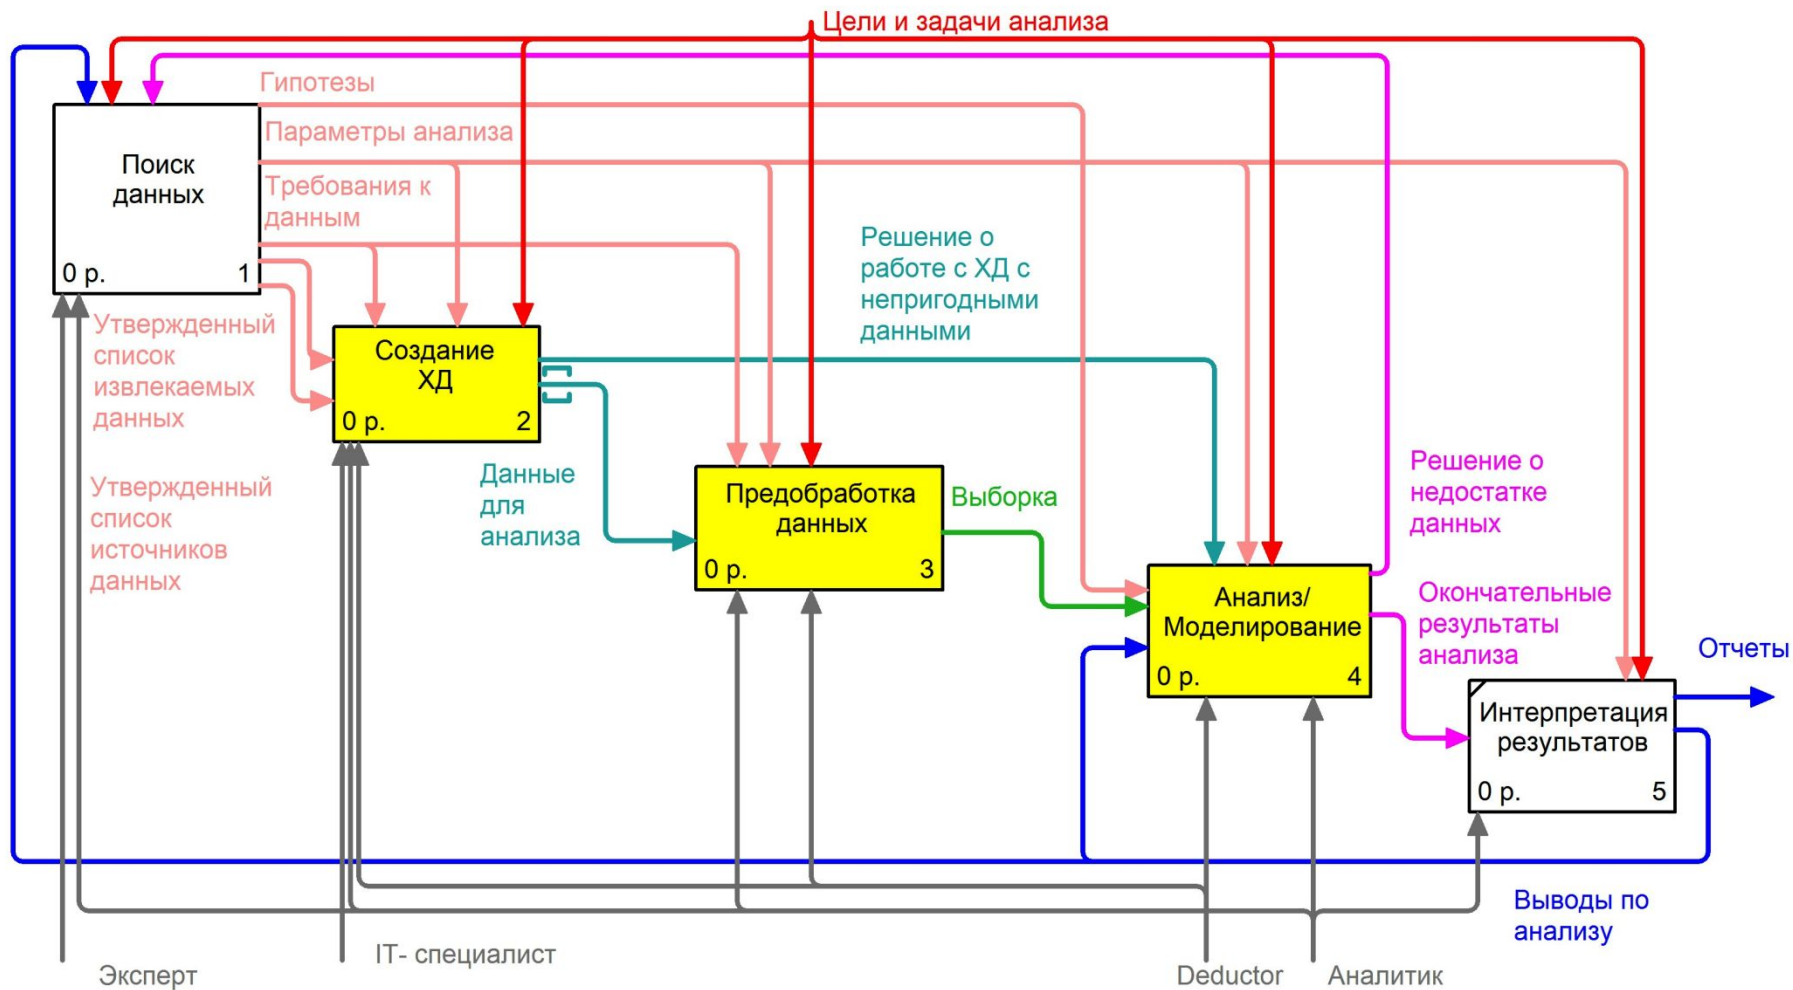 Цели и задачи анализа
Гипотезы
Параметры анализа
Поиск
данных
0 р.
1
Требования к
данным
Решение о
работе с ХД с
непригодными
данными
Утвержденный
список
извлекаемых
данных
Создание
ХД
0 р.
2
Утвержденный
список
источников
данных
Данные
для
анализа
Предобработка
данных
0 р.
3
Выборка
Решение о
недостатке
данных
Анализ/
Моделирование
0 р.
4
Окончательные
результаты
анализа
Отчеты
Интерпретация
результатов
0 р.
5
Выводы по
анализу
Эксперт
IT- специалист
Deductor
Аналитик